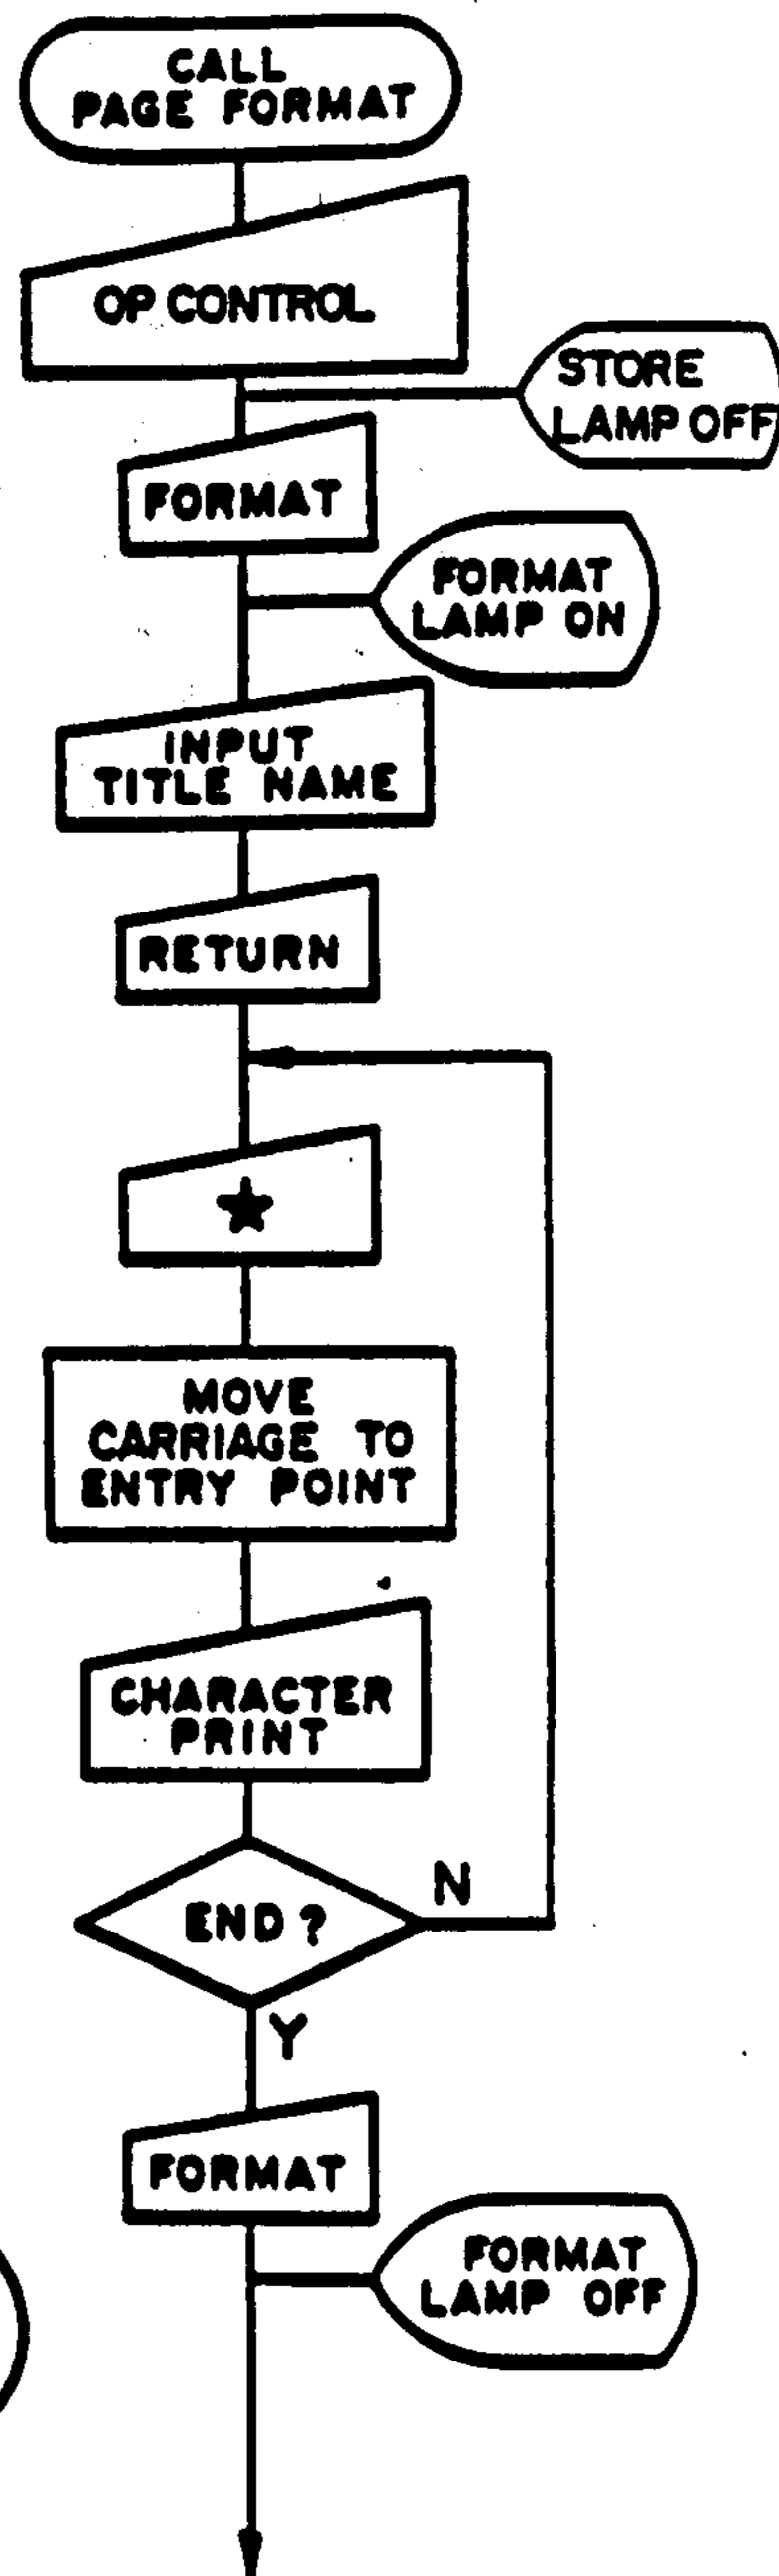 CALL
PAGE FORMAT
OP CONTROL
STORE
LAMP OFF
FORMAT
FORMAT
LAMP ON
INPUT
TITLE NAME
RETURN
★
MOVE
CARRIAGE TO
ENTRY POINT
CHARACTER
PRINT
END?
N
Y
FORMAT
FORMAT
LAMP OFF